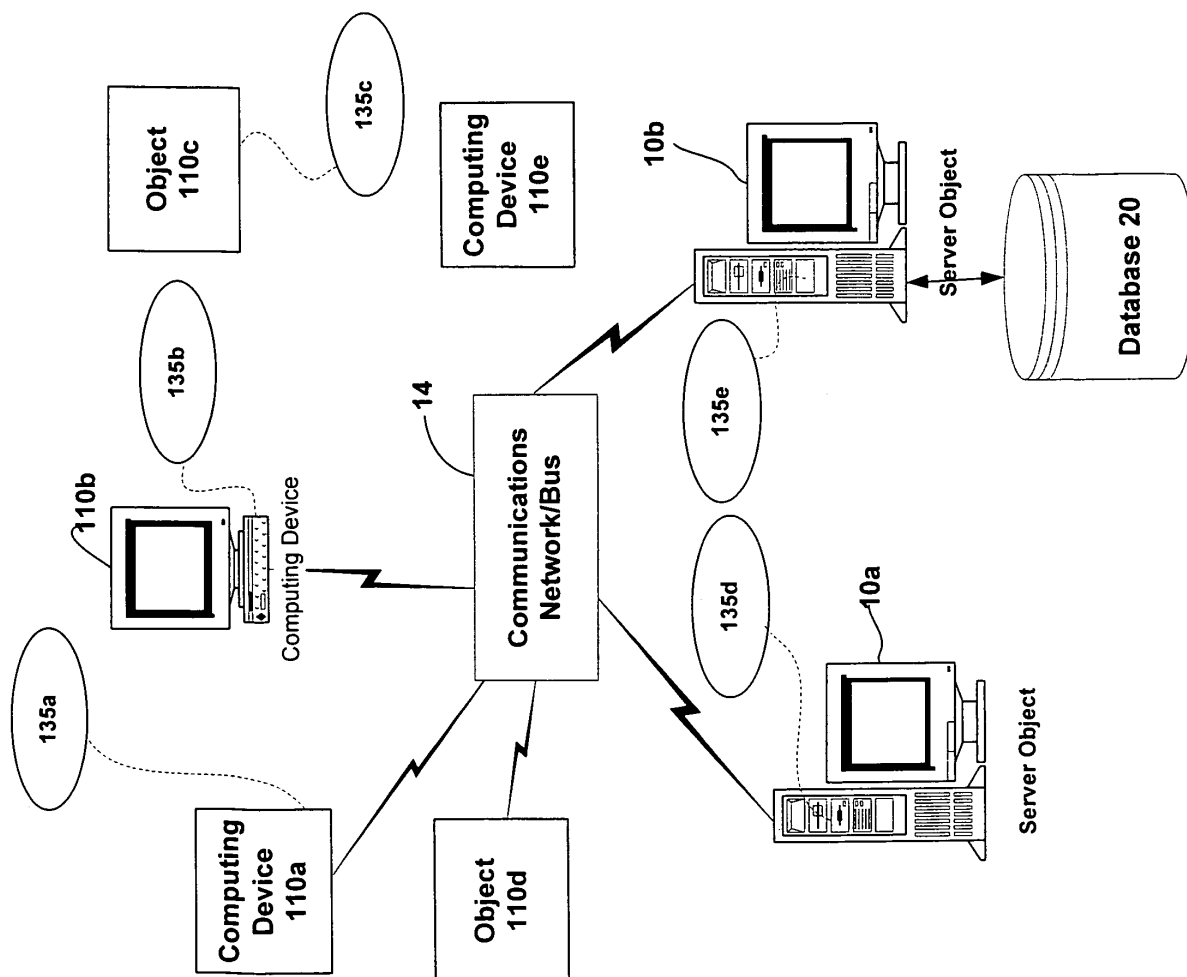 135a
110b
Computing
Device
110a
135b
Object
110c
Computing Device
135c
14
Object
110d
Communications
Network/Bus
Computing
Device
110e
135d
135e
10b
10a
Server Object
Server Object
Database 20